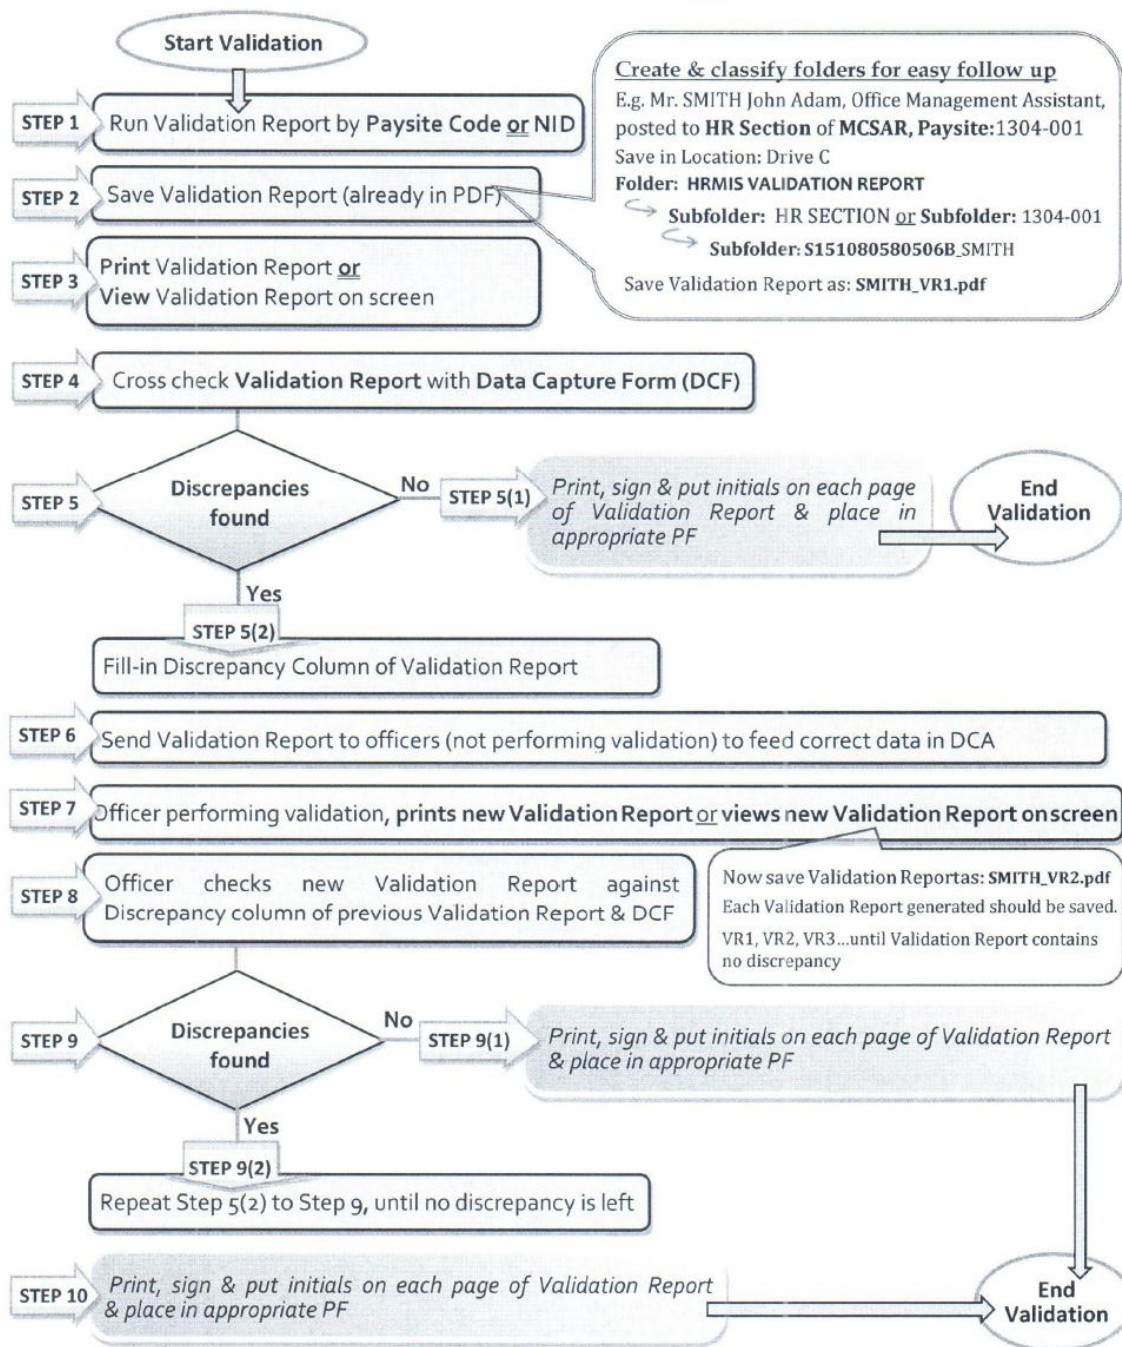 Start Validation
Create & classify folders for easy follow up
E.g. Mr. SMITH John Adam, Office Management Assistant,
posted to HR Section of MCSAR, Paysite:1304-001
Save in Location: Drive C
Folder: HRMIS VALIDATION REPORT
Subfolder: HR SECTION or Subfolder: 1304-001
Subfolder: S151080580506B_SMITH
Save Validation Report as: SMITH_VR1.pdf
STEP 1
Run Validation Report by Paysite Code or NID
STEP 2
Save Validation Report (already in PDF)
STEP 3
Print Validation Report or
View Validation Report on screen
STEP 4
Cross check Validation Report with Data Capture Form (DCF)
STEP 5
Discrepancies
found
No
STEP 5(1)
Print, sign & put initials on each page
of Validation Report & place in
appropriate PF
End
Validation
Yes
STEP 5(2)
Fill-in Discrepancy Column of Validation Report
STEP 6
Send Validation Report to officers (not performing validation) to feed correct data in DCA
STEP 7
Officer performing validation, prints new Validation Report or views new Validation Report on screen
STEP 8
Officer checks new Validation Report against
Discrepancy column of previous Validation Report & DCF
Now save Validation Reportas: SMITH_VR2.pdf
Each Validation Report generated should be saved.
VR1, VR2, VR3...until Validation Report contains
no discrepancy
STEP 9
Discrepancies
found
No
STEP 9(1)
Print, sign & put initials on each page of Validation Report
& place in appropriate PF
Yes
STEP 9(2)
Repeat Step 5(2) to Step 9, until no discrepancy is left
STEP 10
Print, sign & put initials on each page of Validation Report
& place in appropriate PF
End
Validation